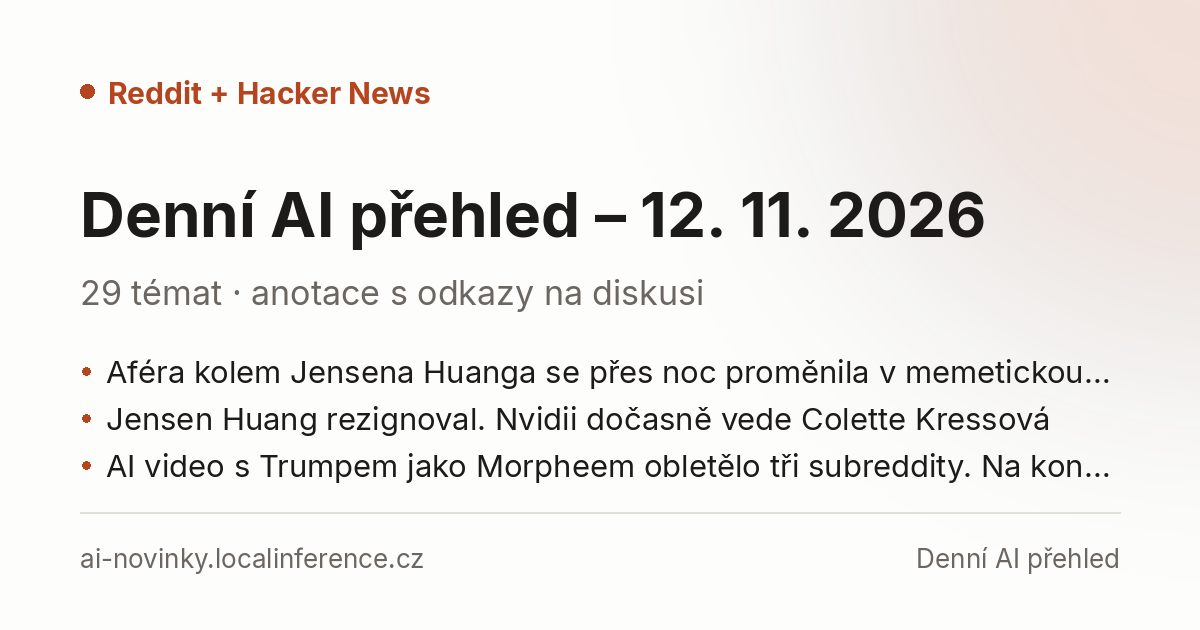 Reddit + Hacker News
Denní AI přehled – 12. 11. 2026
29 témat · anotace s odkazy na diskusi
• Aféra kolem Jensena Huanga se přes noc proměnila v memetickou...
• Jensen Huang rezignoval. Nvidii dočasně vede Colette Kressová
• AI video s Trumpem jako Morpheem obletělo tři subreddity. Na kon...
ai-novinky.localinference.cz
Denní AI přehled